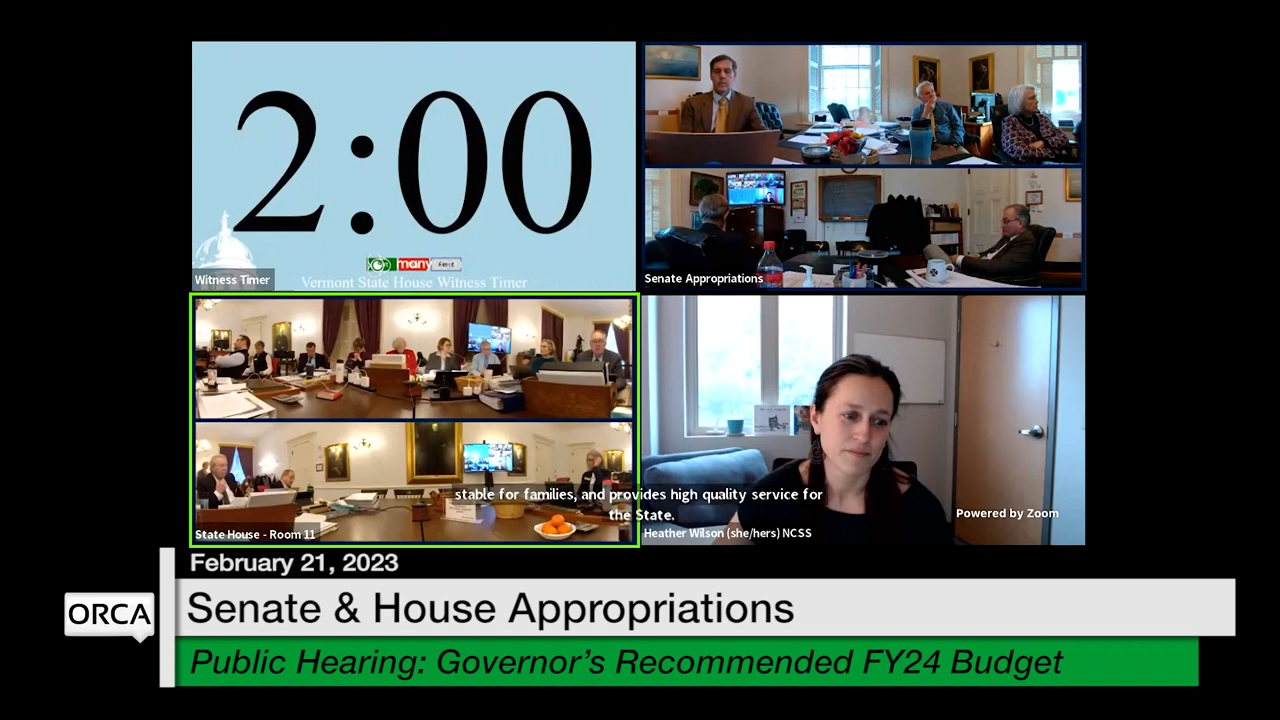 2:00
many
Witness Timer
Vermont State House Witness Timer
Senate Appropriations
stable for families, and provides high quality service for
the State.
State House - Room 11
Heather Wilson (she/hers) NCSS
Powered by Zoom
February 21, 2023
ORCA
Senate & House Appropriations
Public Hearing: Governor's Recommended FY24 Budget